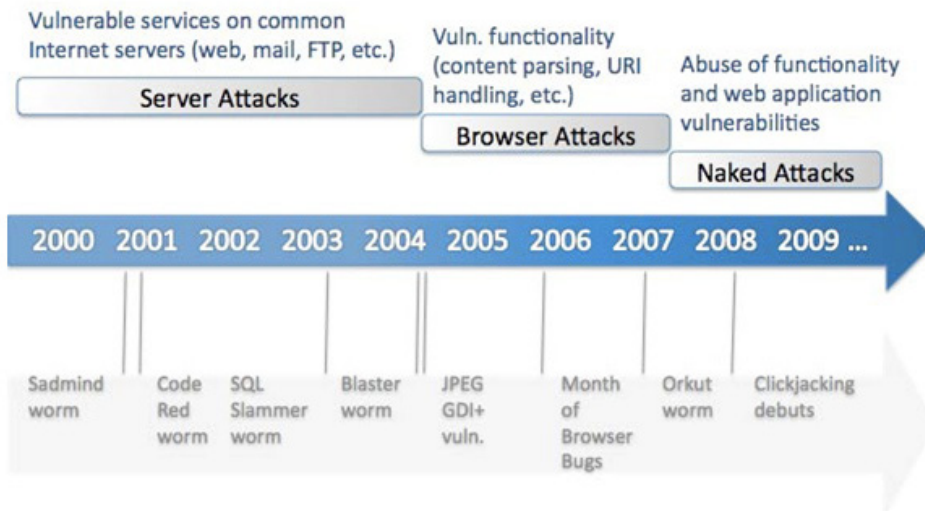 Vulnerable services on common
Internet servers (web, mail, FTP, etc.)
Server Attacks
Vuln. functionality
(content parsing, URI
handling, etc.)
Browser Attacks
Abuse of functionality
and web application
vulnerabilities
Naked Attacks
2000 2001 2002 2003 2004 2005 2006 2007 2008 2009 ...
Sadmind
worm
Code
Red
worm
SQL
Slammer
worm
Blaster
worm
JPEG
GDI+
vuln.
Month
of
Browser
Bugs
Orkut
worm
Clickjacking
debuts